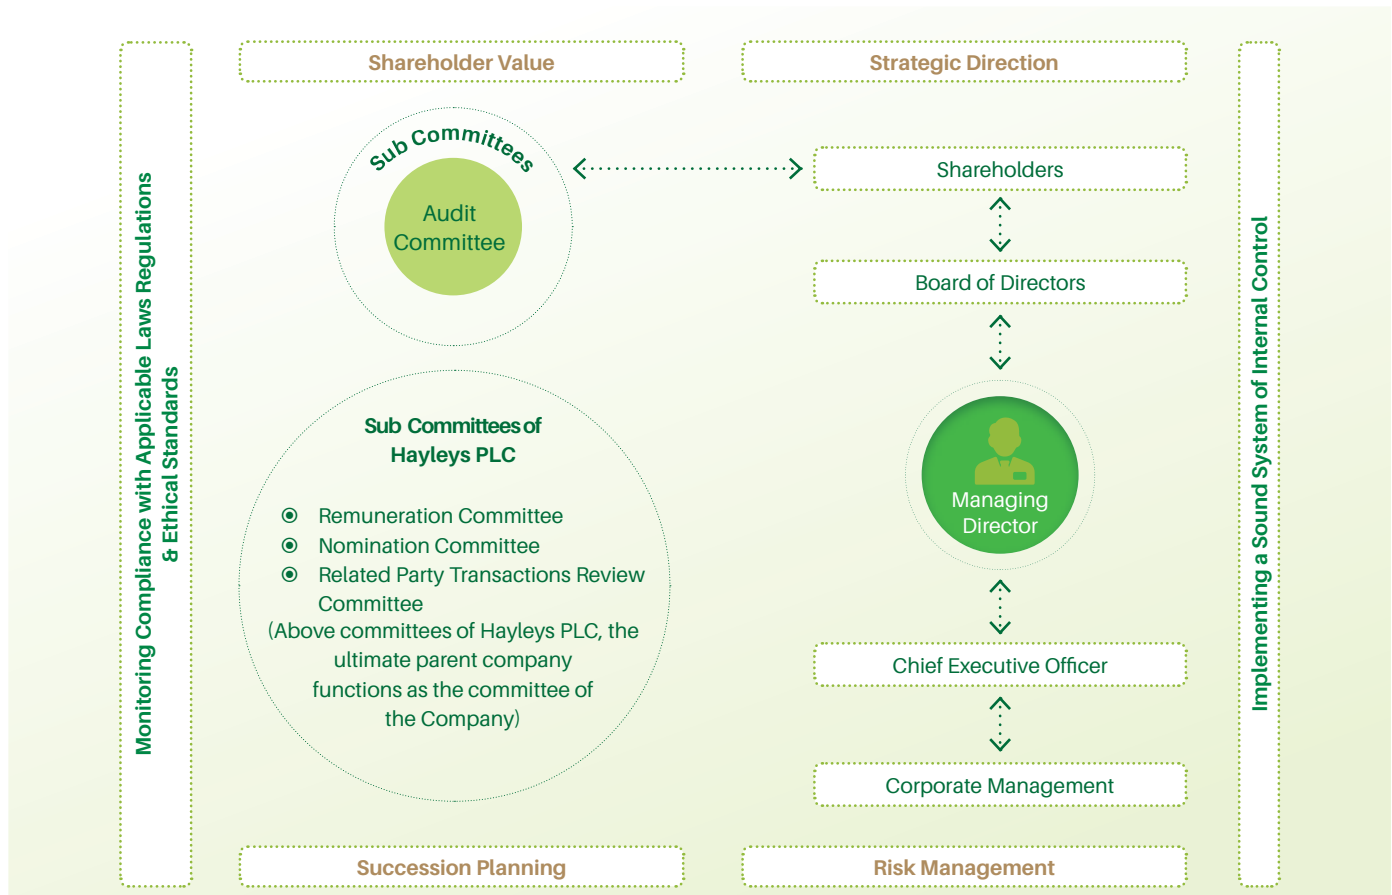 Shareholder Value
Strategic Direction
Monitoring Compliance with Applicable Laws Regulations
& Ethical Standards
Sub Committees
Audit
Committee
Sub Committees of
Hayleys PLC
Remuneration Committee
Nomination Committee
Related Party Transactions Review
Committee
(Above committees of Hayleys PLC, the
ultimate parent company
functions as the committee of
the Company)
Shareholders
Board of Directors
Managing
Director
Chief Executive Officer
Corporate Management
Implementing a Sound System of Internal Control
Succession Planning
Risk Management